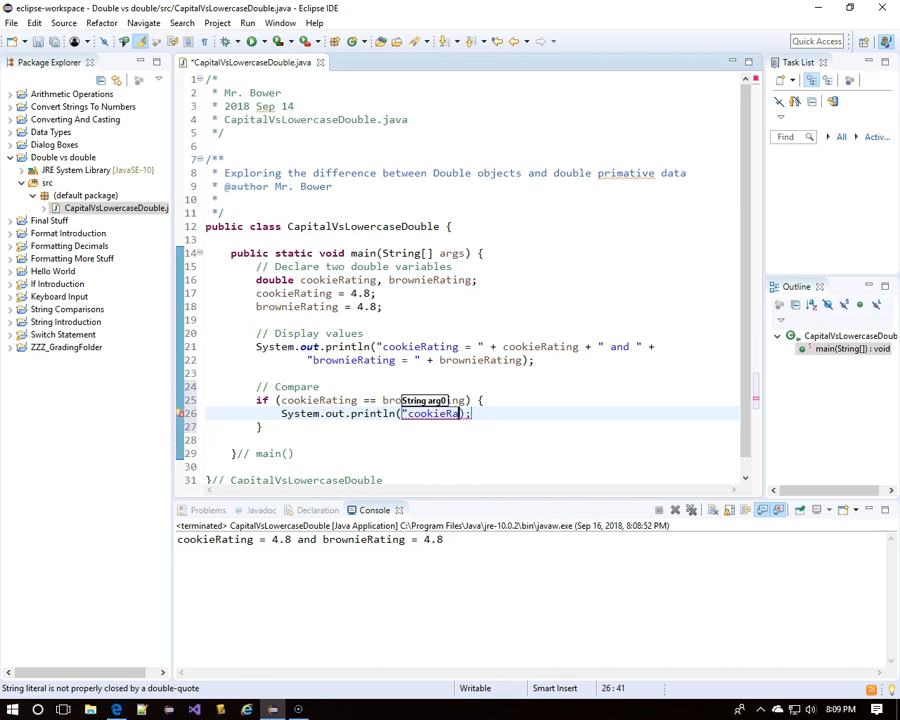 eclipse-workspace - Double vs double/src/CapitalVsLowercaseDouble.java - Eclipse IDE
File Edit Source Refactor Navigate Search Project Run Window Help
Quick Access
Package Explorer
*CapitalVsLowercaseDouble.java
Task List
Arithmetic Operations
Convert Strings To Numbers
Converting And Casting
Data Types
Dialog Boxes
Double vs double
JRE System Library [JavaSE-10]
src
(default package)
CapitalVsLowercaseDouble.j
Final Stuff
Format Introduction
Formatting Decimals
Formatting More Stuff
Hello World
If Introduction
Keyboard Input
String Comparisons
String Introduction
Switch Statement
ZZZ_GradingFolder
1 /*
2 * Mr. Bower
3 * 2018 Sep 14
4 * CapitalVsLowercaseDouble.java
5 */
6
7 /**
8 * Exploring the difference between Double objects and double primative data
9 * @author Mr. Bower
10 *
11 */
12 public class CapitalVsLowercaseDouble {
13
14 public static void main(String[] args) {
15 // Declare two double variables
16 double cookieRating, brownieRating;
17 cookieRating = 4.8;
18 brownieRating = 4.8;
19
20 // Display values
21 System.out.println("cookieRating = " + cookieRating + " and " +
22 "brownieRating = " + brownieRating);
23
24 // Compare
25 if (cookieRating == bro String arg0 ng) {
26 System.out.println("cookieRa);
27 }
28
29 }// main()
30
31 }// CapitalVsLowercaseDouble
Find All Activ...
Outline
CapitalVsLowercaseDoub
main(String[]) : void
Problems Javadoc Declaration Console
<terminated> CapitalVsLowercaseDouble [Java Application] C:\Program Files\Java\jre-10.0.2\bin\javaw.exe (Sep 16, 2018, 8:08:52 PM)
cookieRating = 4.8 and brownieRating = 4.8
String literal is not properly closed by a double-quote
Writable
Smart Insert
26 : 41
8:09 PM